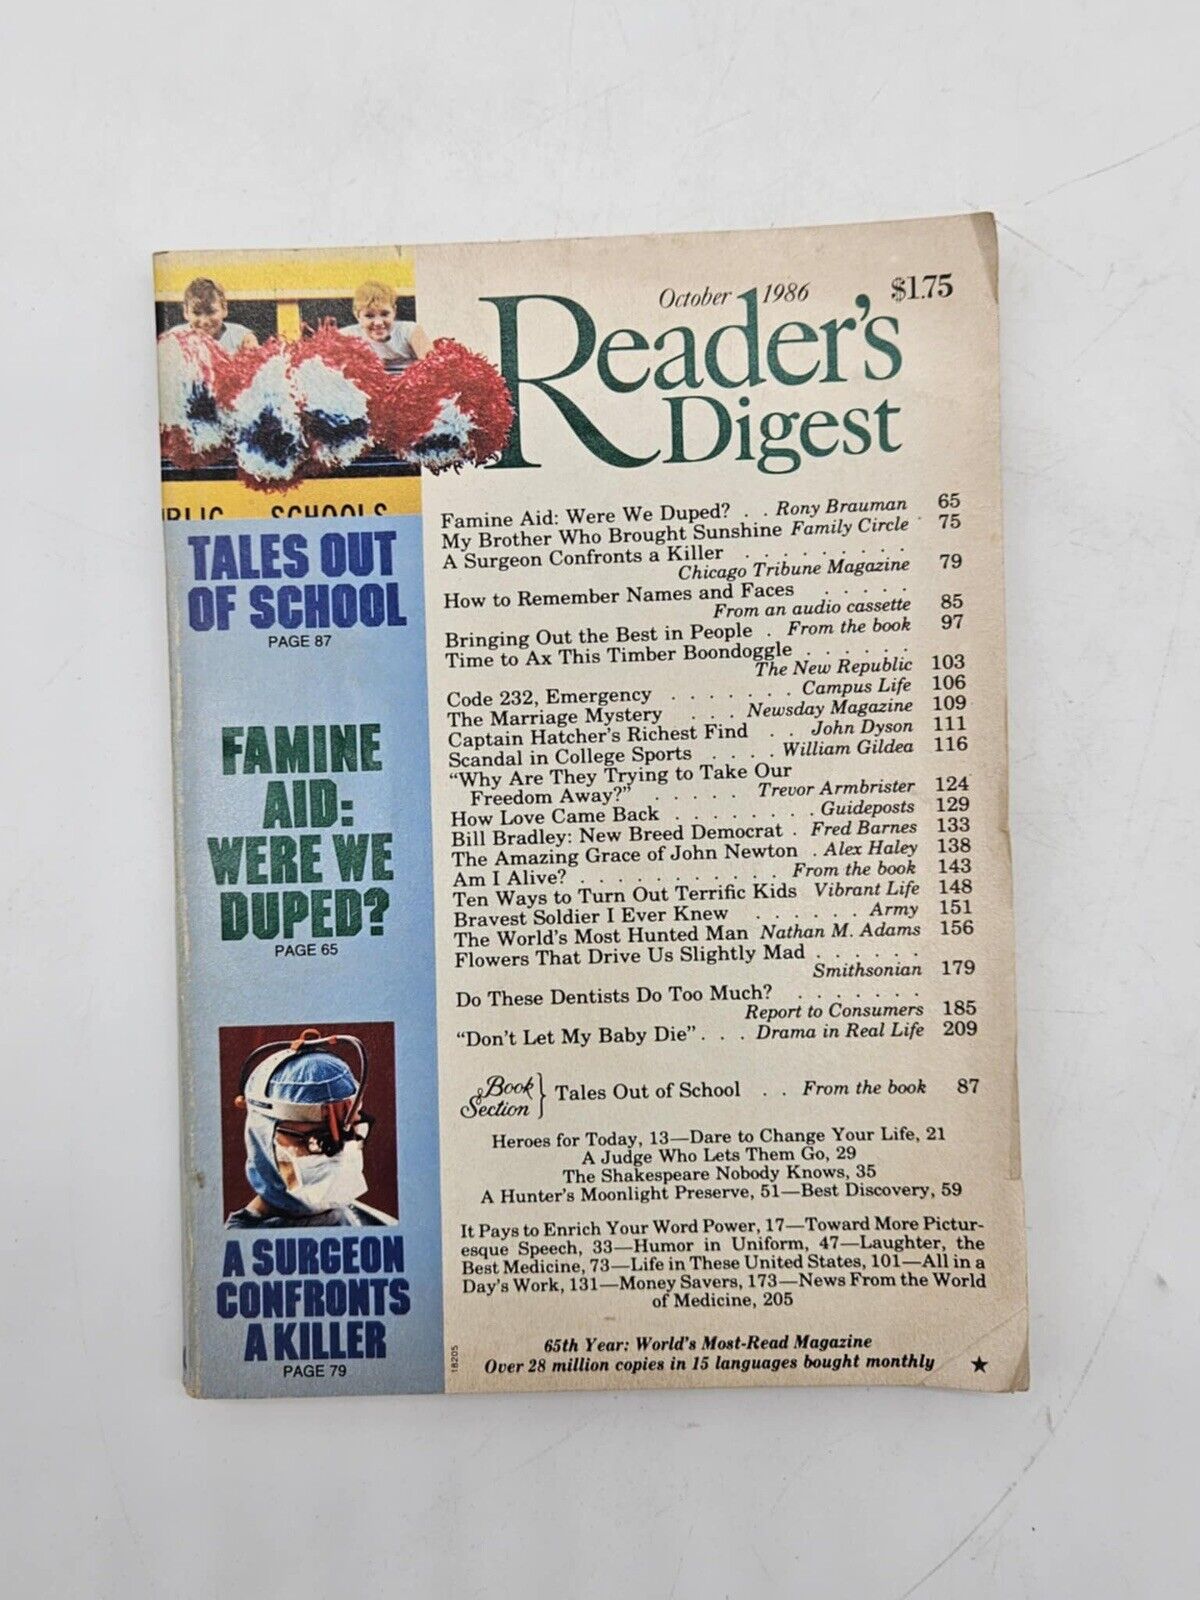 October 1986 $1.75
Reader's
Digest
PUBLIC SCHOOLS
TALES OUT
OF SCHOOL
PAGE 87
FAMINE
AID:
WERE WE
DUPED?
PAGE 65
A SURGEON
CONFRONTS
A KILLER
PAGE 79
Famine Aid: Were We Duped? . . Rony Brauman 65
My Brother Who Brought Sunshine Family Circle 75
A Surgeon Confronts a Killer . . . . . . . . .
Chicago Tribune Magazine 79
How to Remember Names and Faces . . . . .
From an audio cassette 85
Bringing Out the Best in People . From the book 97
Time to Ax This Timber Boondoggle . . . . . .
The New Republic 103
Code 232, Emergency . . . . . . . Campus Life 106
The Marriage Mystery . . . Newsday Magazine 109
Captain Hatcher's Richest Find . . John Dyson 111
Scandal in College Sports . . . . William Gildea 116
"Why Are They Trying to Take Our
Freedom Away?" . . . . . Trevor Armbrister 124
How Love Came Back . . . . . . . . Guideposts 129
Bill Bradley: New Breed Democrat . Fred Barnes 133
The Amazing Grace of John Newton . Alex Haley 138
Am I Alive? . . . . . . . . . . . From the book 143
Ten Ways to Turn Out Terrific Kids Vibrant Life 148
Bravest Soldier I Ever Knew . . . . . . Army 151
The World's Most Hunted Man Nathan M. Adams 156
Flowers That Drive Us Slightly Mad . . . . . .
Smithsonian 179
Do These Dentists Do Too Much? . . . . . . .
Report to Consumers 185
"Don't Let My Baby Die" . . . Drama in Real Life 209
Book
Section } Tales Out of School . . From the book 87
Heroes for Today, 13—Dare to Change Your Life, 21
A Judge Who Lets Them Go, 29
The Shakespeare Nobody Knows, 35
A Hunter's Moonlight Preserve, 51—Best Discovery, 59
It Pays to Enrich Your Word Power, 17—Toward More Pictur-
esque Speech, 33—Humor in Uniform, 47—Laughter, the
Best Medicine, 73—Life in These United States, 101—All in a
Day's Work, 131—Money Savers, 173—News From the World
of Medicine, 205
65th Year: World's Most-Read Magazine
Over 28 million copies in 15 languages bought monthly ★
18205